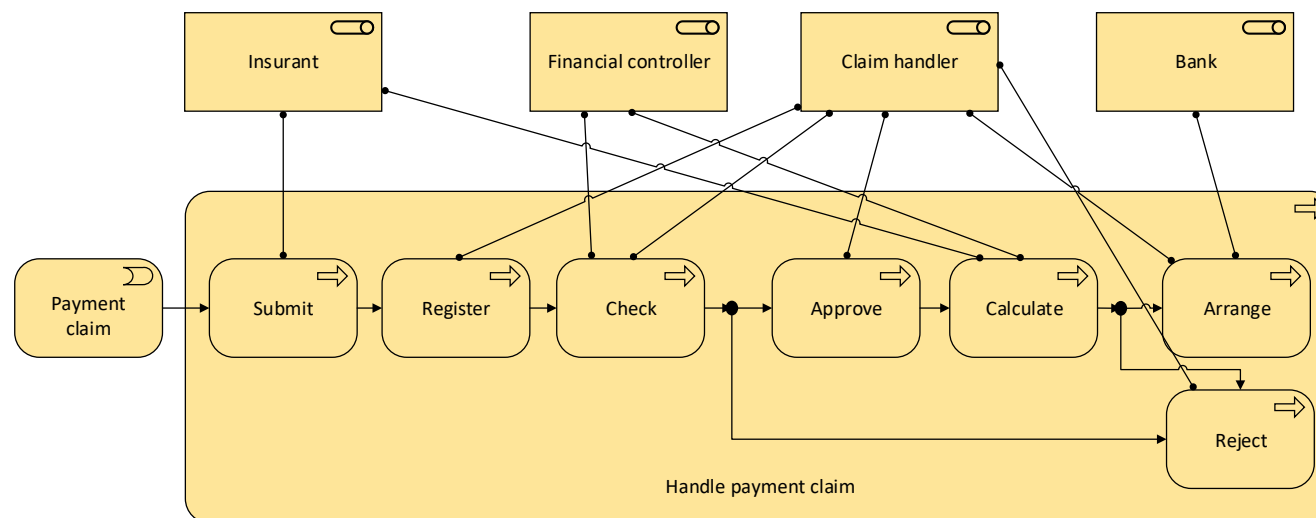 Insurant
Financial controller
Claim handler
Bank
Payment
claim
Submit
Register
Check
Approve
Calculate
Arrange
Reject
Handle payment claim